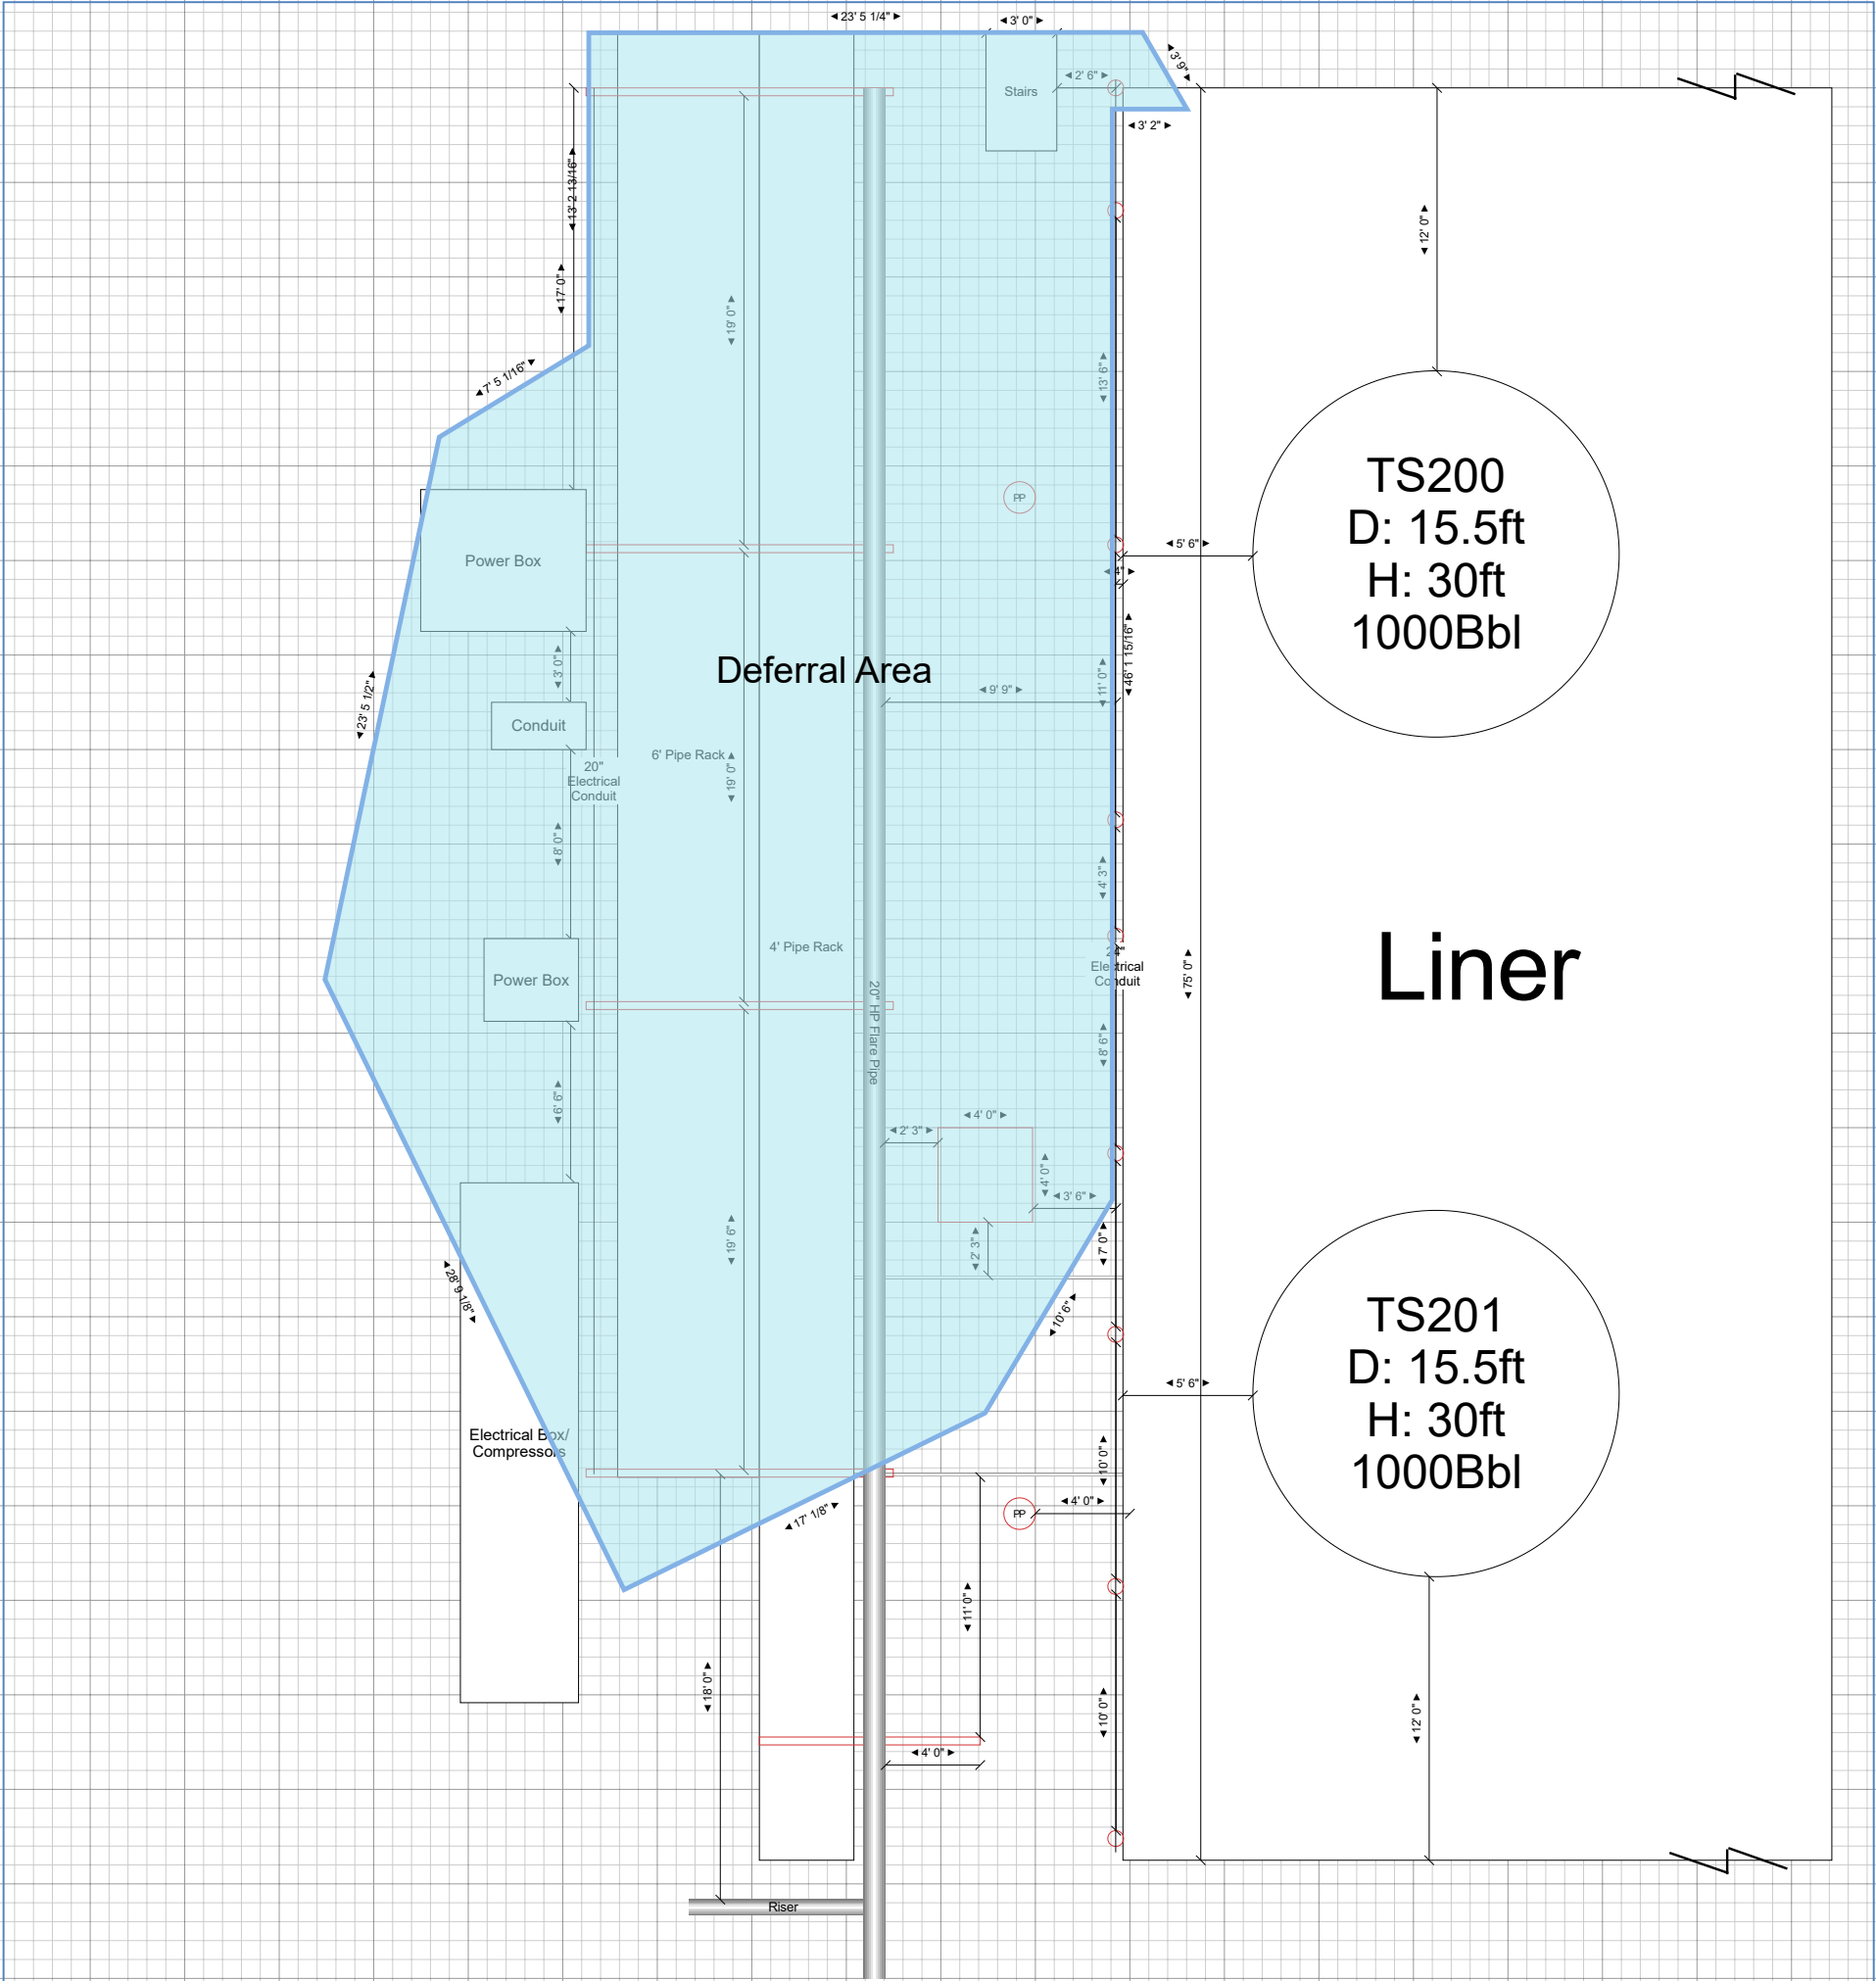 23' 5 1/4"
3' 0"
3' 9"
2' 6"
Stairs
3' 2"
13' 2 13/16"
12' 0"
17' 0"
19' 0"
13' 6"
7' 5 1/16"
TS200
D: 15.5ft
H: 30ft
1000Bbl
PP
5' 6"
Power Box
4"
46' 1 15/16"
3' 0"
Deferral Area
11' 0"
23' 5 1/2"
9' 9"
Conduit
6' Pipe Rack
19' 0"
20"
Electrical
Conduit
8' 0"
4' 3"
4' Pipe Rack
24"
Electrical
Conduit
75' 0"
Liner
Power Box
20" HP Flare Pipe
8' 6"
6' 6"
4' 0"
2' 3"
4' 0"
3' 6"
19' 6"
2' 3"
7' 0"
28' 9 1/8"
10' 6"
TS201
D: 15.5ft
H: 30ft
1000Bbl
5' 6"
Electrical Box/
Compressors
10' 0"
17' 1/8"
PP
4' 0"
11' 0"
18' 0"
10' 0"
12' 0"
4' 0"
Riser